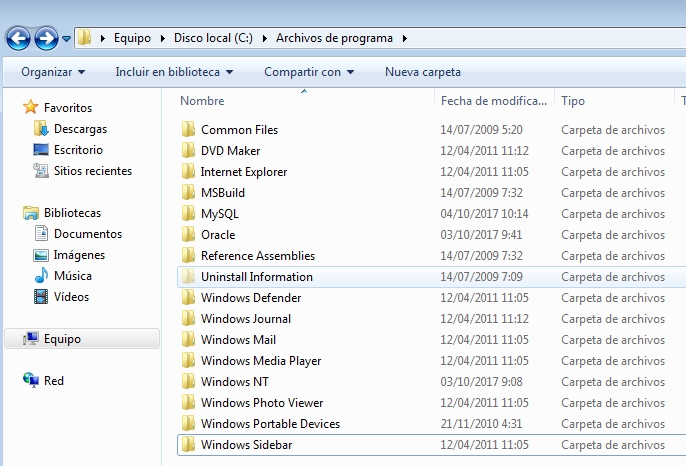 Equipo Disco local (C:) Archivos de programa
Organizar Incluir en biblioteca Compartir con Nueva carpeta
Nombre Fecha de modifica... Tipo T
Favoritos
Descargas
Escritorio
Sitios recientes
Bibliotecas
Documentos
Imágenes
Música
Vídeos
Equipo
Red
Common Files 14/07/2009 5:20 Carpeta de archivos
DVD Maker 12/04/2011 11:12 Carpeta de archivos
Internet Explorer 12/04/2011 11:05 Carpeta de archivos
MSBuild 14/07/2009 7:32 Carpeta de archivos
MySQL 04/10/2017 10:14 Carpeta de archivos
Oracle 03/10/2017 9:41 Carpeta de archivos
Reference Assemblies 14/07/2009 7:32 Carpeta de archivos
Uninstall Information 14/07/2009 7:09 Carpeta de archivos
Windows Defender 12/04/2011 11:05 Carpeta de archivos
Windows Journal 12/04/2011 11:12 Carpeta de archivos
Windows Mail 12/04/2011 11:05 Carpeta de archivos
Windows Media Player 12/04/2011 11:05 Carpeta de archivos
Windows NT 03/10/2017 9:08 Carpeta de archivos
Windows Photo Viewer 12/04/2011 11:05 Carpeta de archivos
Windows Portable Devices 21/11/2010 4:31 Carpeta de archivos
Windows Sidebar 12/04/2011 11:05 Carpeta de archivos